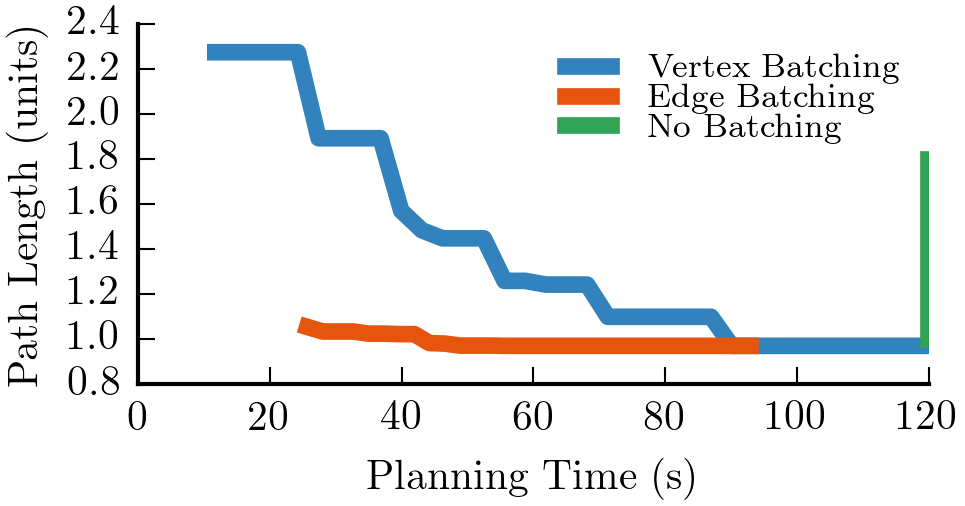 Path Length (units)
2.4
2.2
2.0
1.8
1.6
1.4
1.2
1.0
0.8
Vertex Batching
Edge Batching
No Batching
0 20 40 60 80 100 120
Planning Time (s)